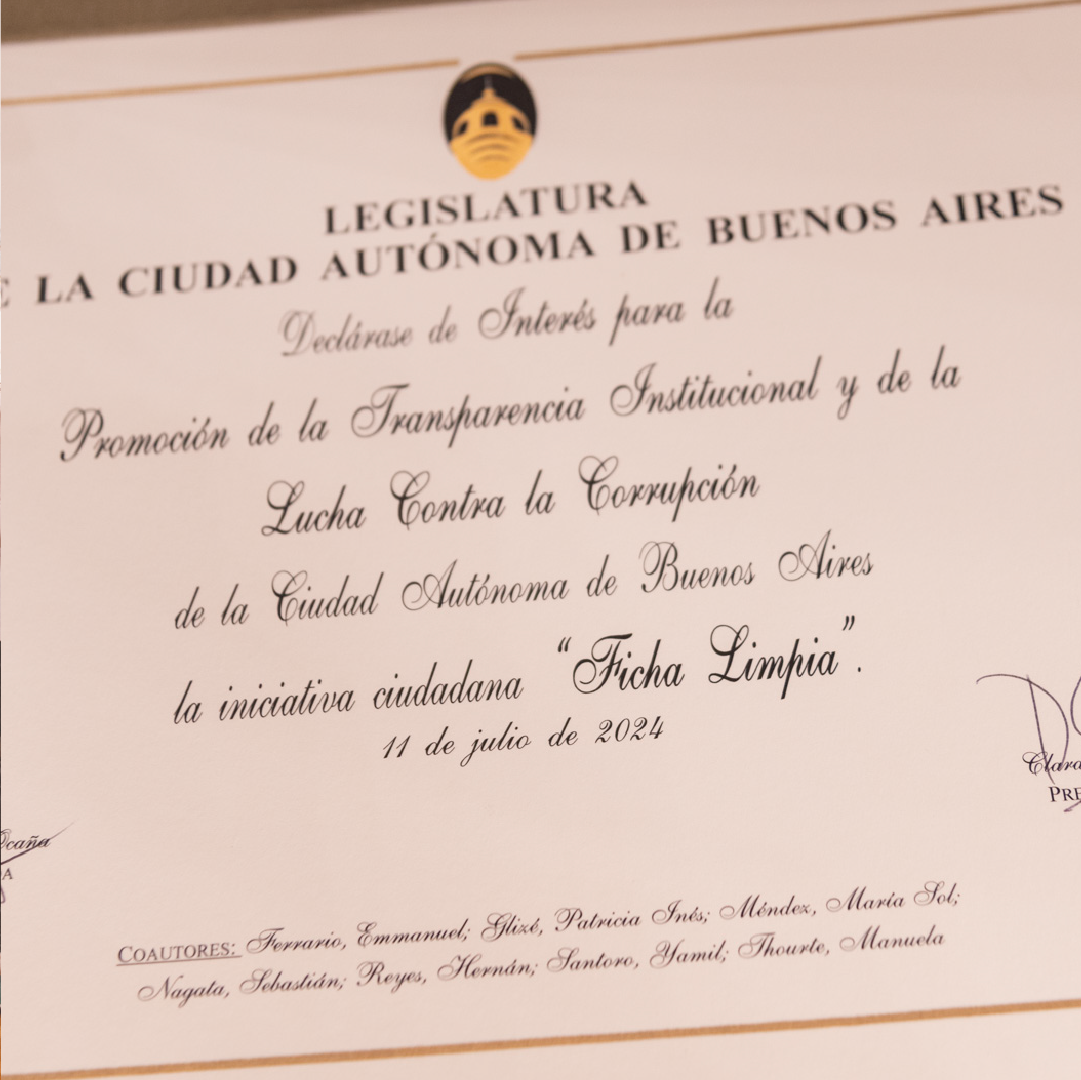 LEGISLATURA
E LA CIUDAD AUTÓNOMA DE BUENOS AIRES
Declárase de Interés para la
Promoción de la Transparencia Institucional y de la
Lucha Contra la Corrupción
de la Ciudad Autónoma de Buenos Aires
la iniciativa ciudadana “Ficha Limpia”.
11 de julio de 2024
Clara
PRE
Ocaña
A
COAUTORES: Ferrario, Emmanuel; Glizé, Patricia Inés; Méndez, María Sol;
Nagata, Sebastián; Reyes, Hernán; Santoro, Yamil; Thourte, Manuela